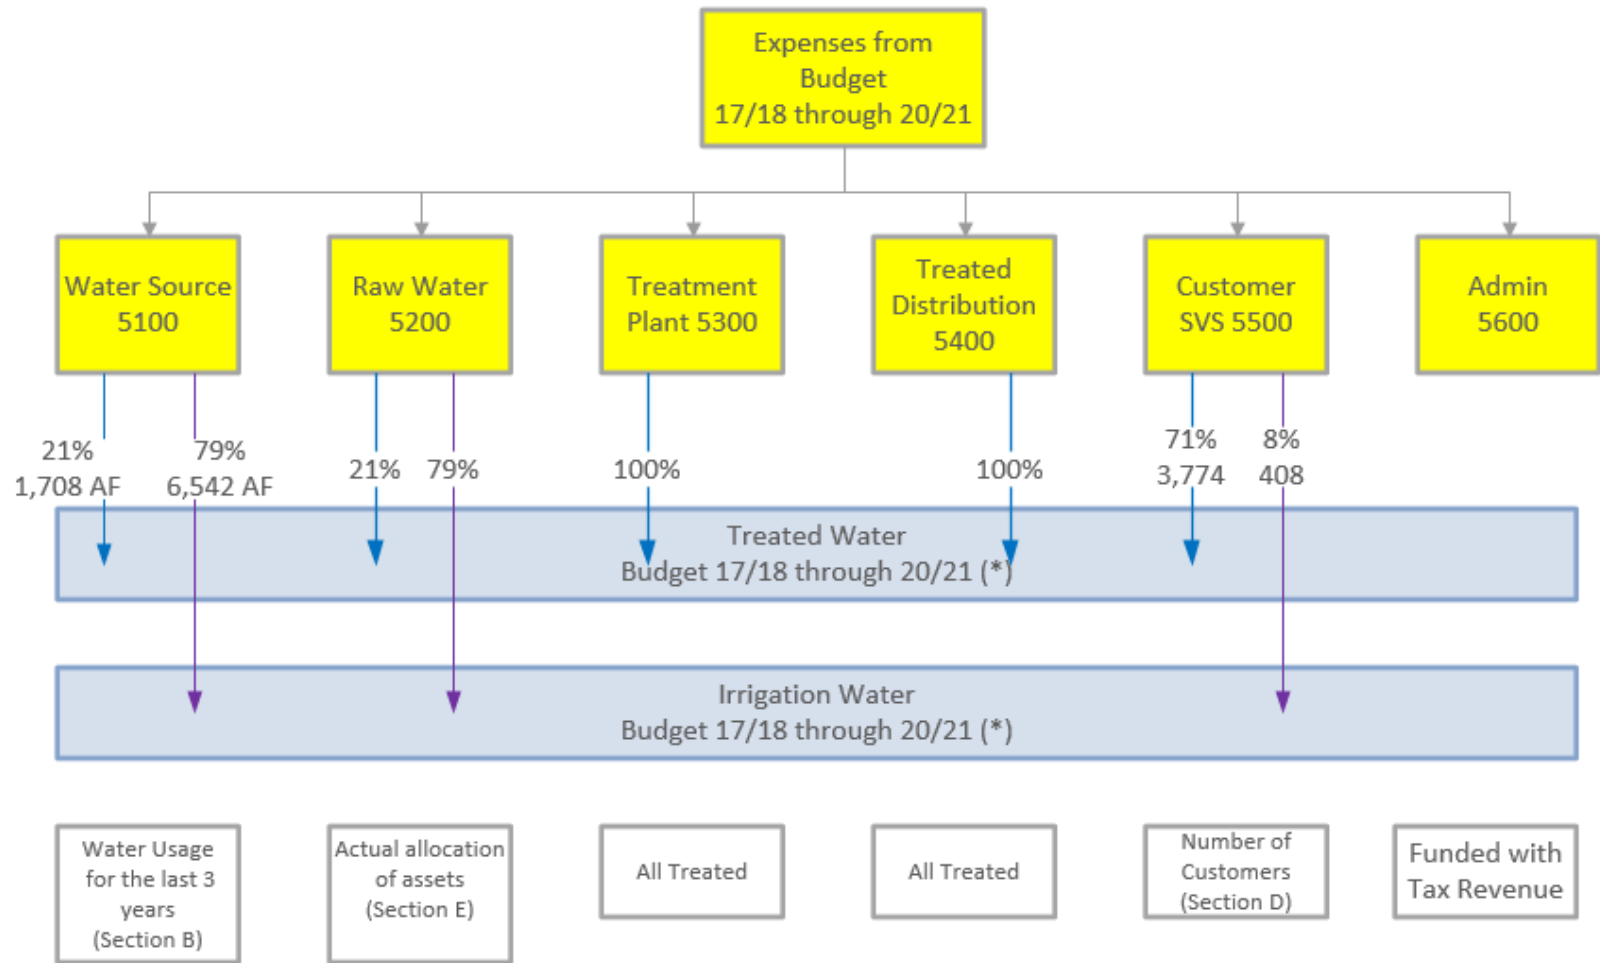 Expenses from
Budget
17/18 through 20/21
Water Source
5100
Raw Water
5200
Treatment
Plant 5300
Treated
Distribution
5400
Customer
SVS 5500
Admin
5600
21%
1,708 AF
79%
6,542 AF
21%
79%
100%
100%
71%
3,774
8%
408
Treated Water
Budget 17/18 through 20/21 (*)
Irrigation Water
Budget 17/18 through 20/21 (*)
Water Usage
for the last 3
years
(Section B)
Actual allocation
of assets
(Section E)
All Treated
All Treated
Number of
Customers
(Section D)
Funded with
Tax Revenue